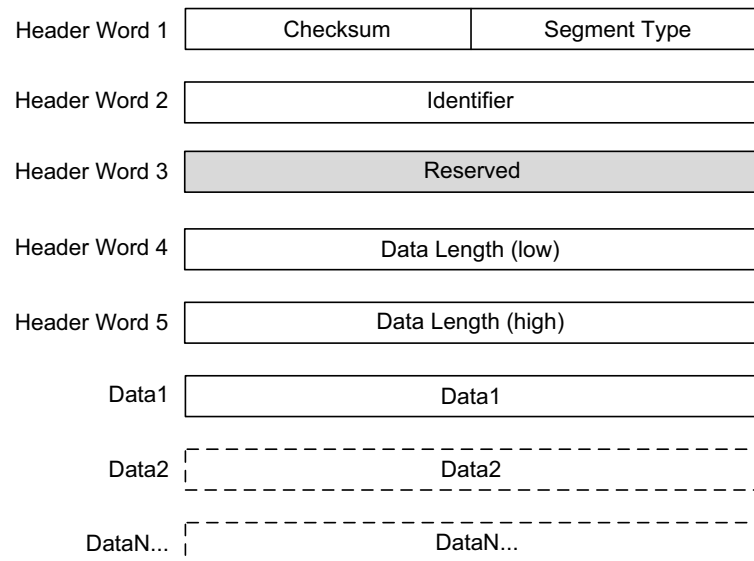 Header Word 1 Checksum Segment Type
Header Word 2 Identifier
Header Word 3 Reserved
Header Word 4 Data Length (low)
Header Word 5 Data Length (high)
Data1 Data1
Data2 Data2
DataN... DataN...